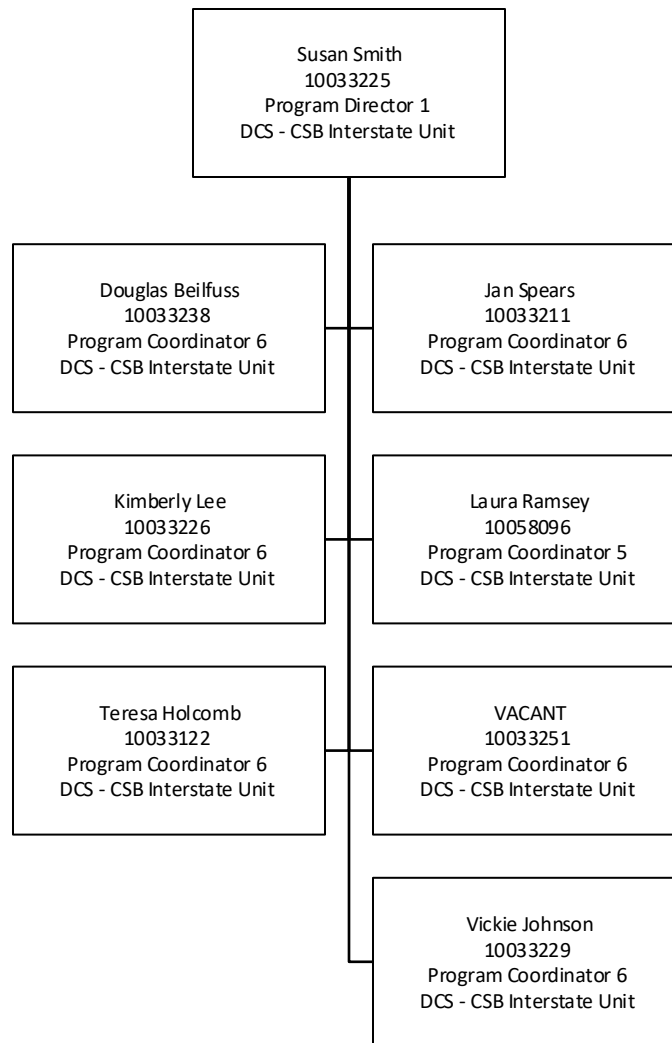 Susan Smith
10033225
Program Director 1
DCS - CSB Interstate Unit
Douglas Beilfuss
10033238
Program Coordinator 6
DCS - CSB Interstate Unit
Jan Spears
10033211
Program Coordinator 6
DCS - CSB Interstate Unit
Kimberly Lee
10033226
Program Coordinator 6
DCS - CSB Interstate Unit
Laura Ramsey
10058096
Program Coordinator 5
DCS - CSB Interstate Unit
Teresa Holcomb
10033122
Program Coordinator 6
DCS - CSB Interstate Unit
VACANT
10033251
Program Coordinator 6
DCS - CSB Interstate Unit
Vickie Johnson
10033229
Program Coordinator 6
DCS - CSB Interstate Unit